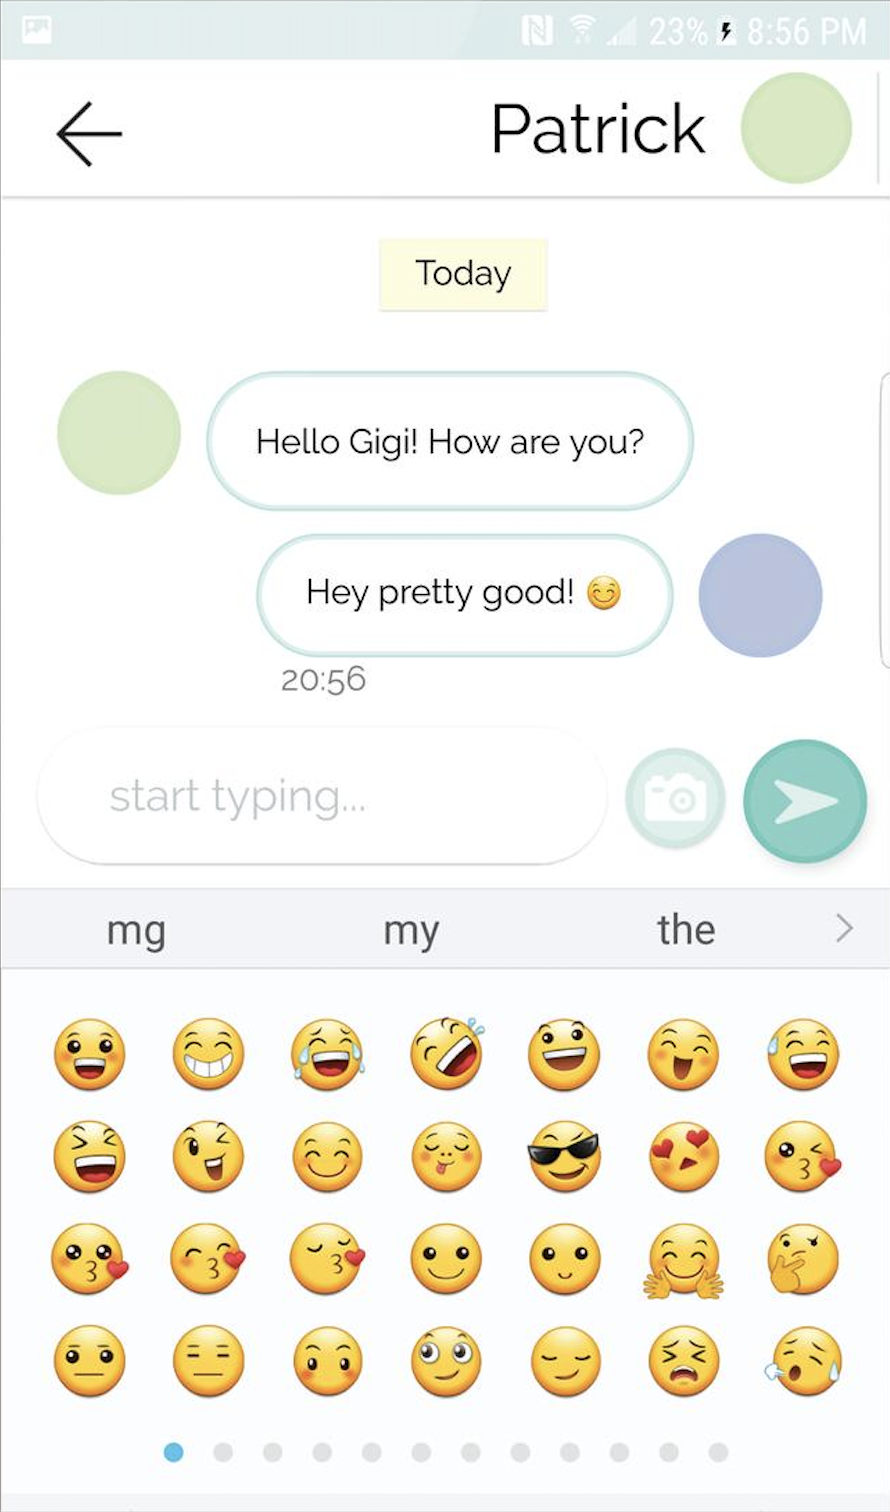 23% 8:56 PM
Patrick
Today
Hello Gigi! How are you?
Hey pretty good! 😊
20:56
start typing...
mg my the